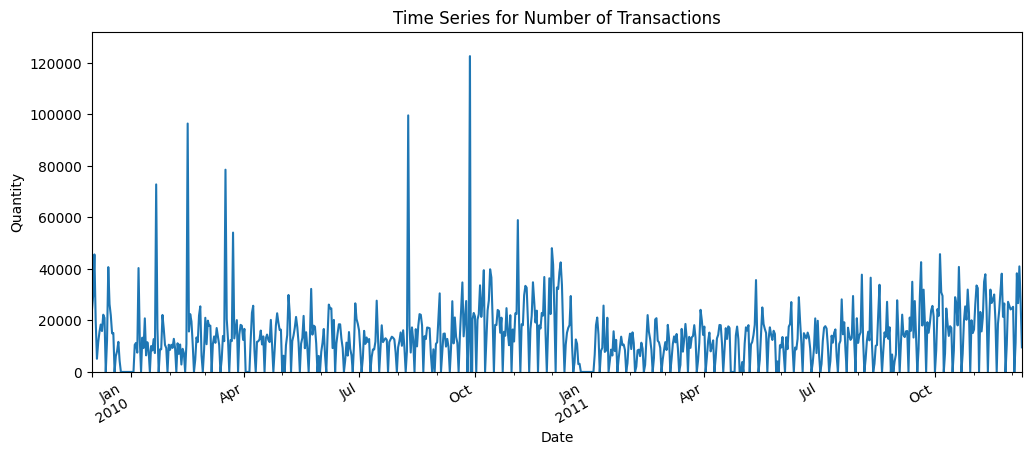 Time Series for Number of Transactions
120000
100000
80000
60000
40000
20000
0
Quantity
Jan
2010
Apr
Jul
Oct
Jan
2011
Apr
Jul
Oct
Date